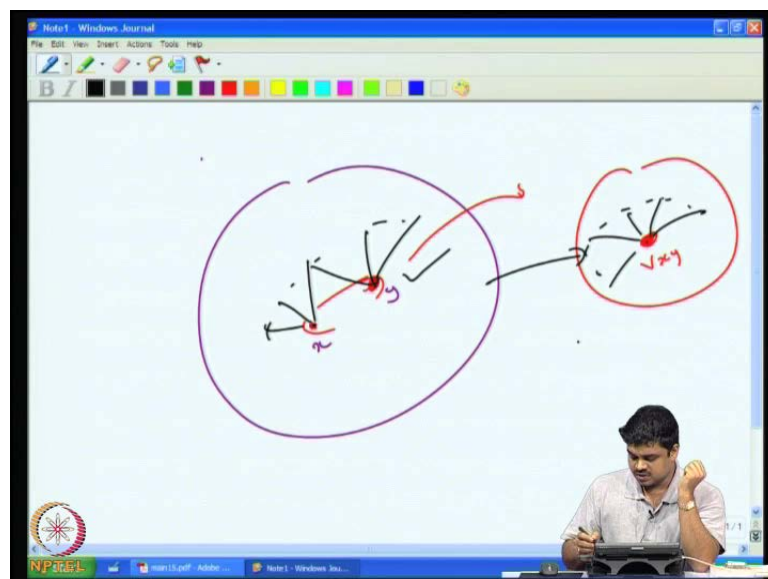 Note1 - Windows Journal
File Edit View Insert Actions Tools Help
B I
y
x
Vxy
1/1
NPTEL
main15.pdf - Adobe ...
Note1 - Windows Jou...